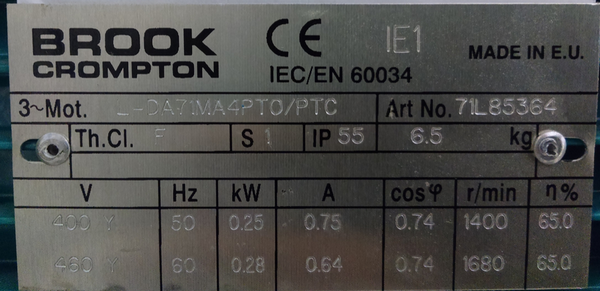 BROOK CROMPTON CE IE1
IEC/EN 60034 MADE IN E.U.
3~Mot. L-DA71MA4PTO/PTC Art No. 71L85364
Th.Cl. F S 1 IP 55 6.5 kg
V Hz kW A cosφ r/min η%
400 Y 50 0.25 0.75 0.74 1400 65.0
460 Y 60 0.28 0.64 0.74 1680 65.0